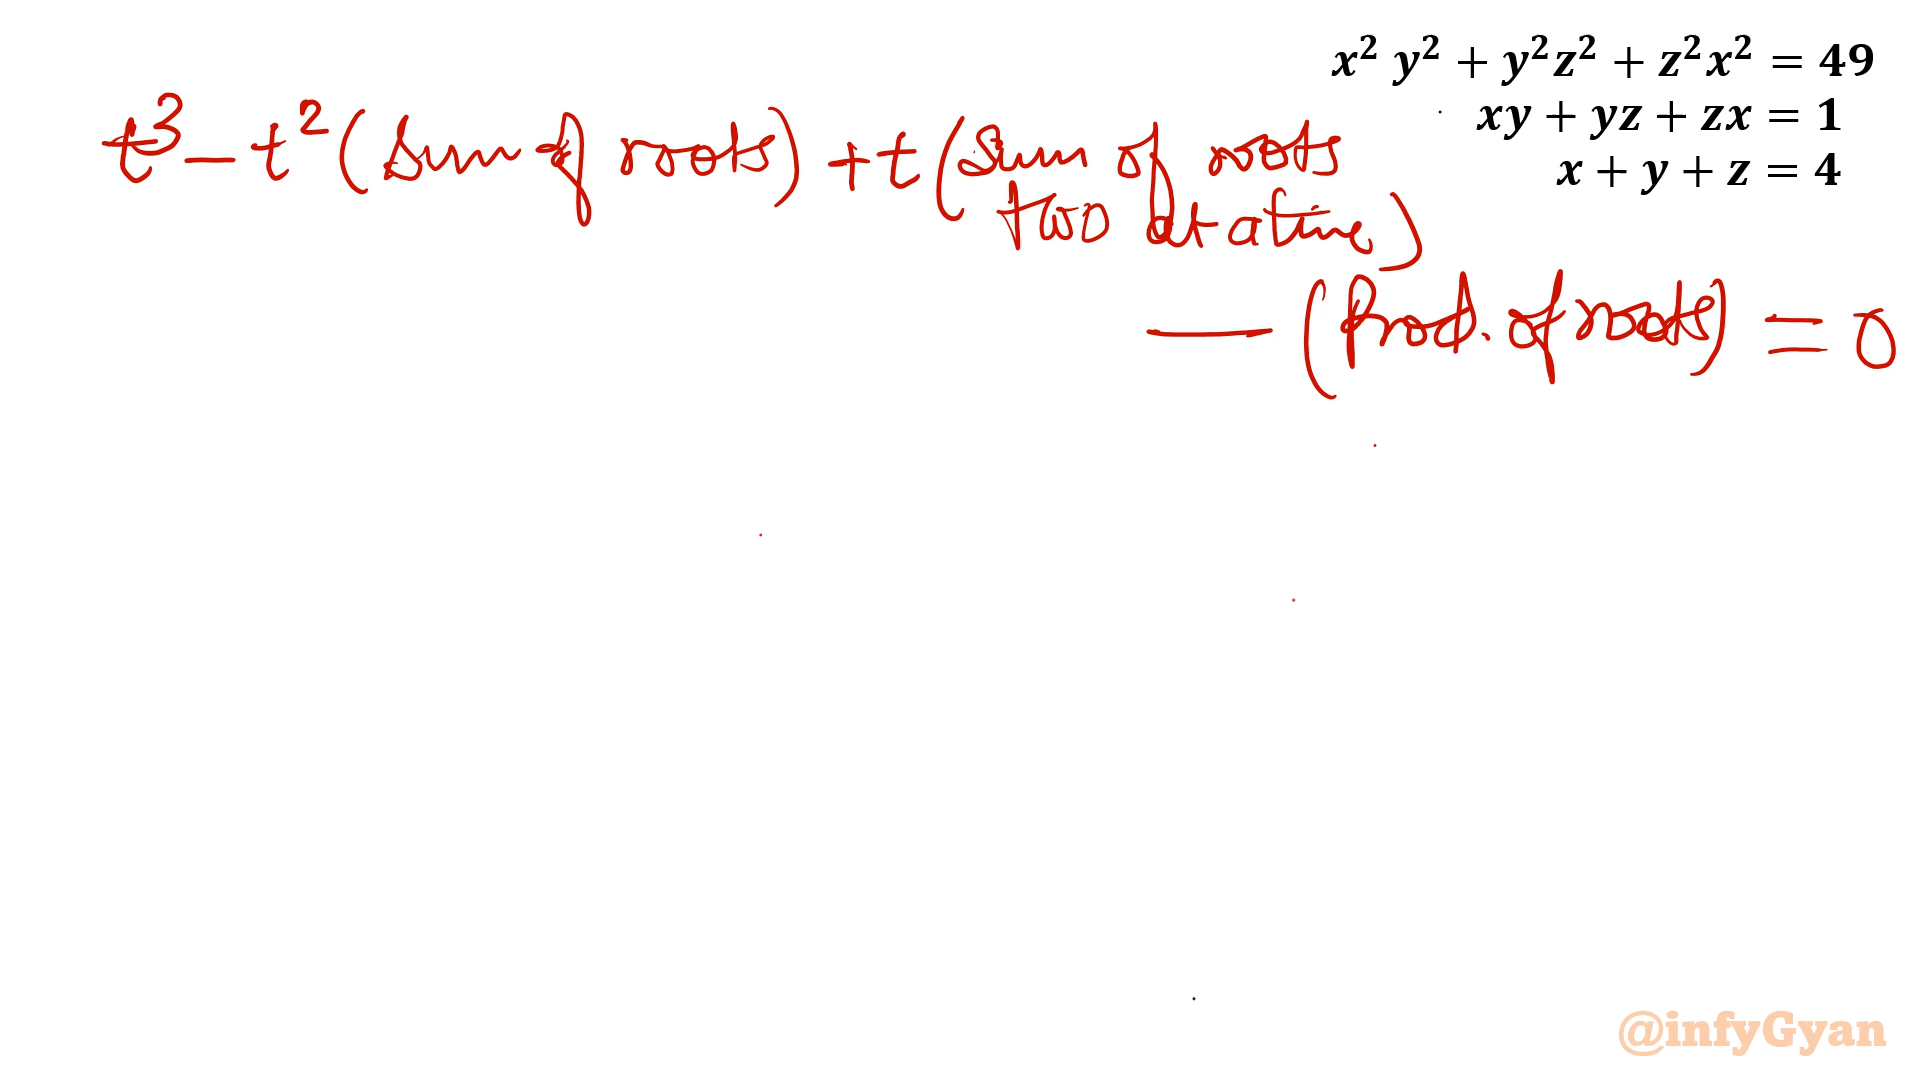 x² y² + y²z² + z²x² = 49
xy + yz + zx = 1
x + y + z = 4
t³ - t² (Sum of roots) + t (Sum of roots
two at a time)
- (Prod. of roots) = 0
@infyGyan